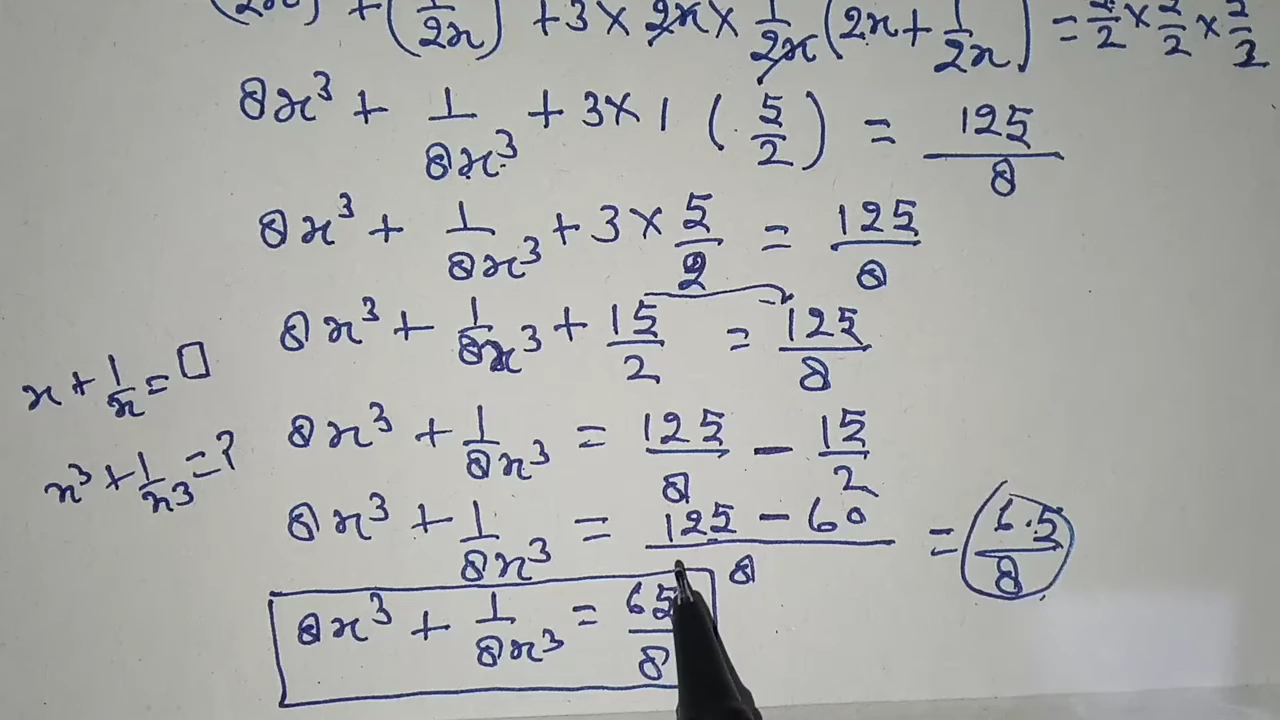 (2x)³ + (1/2x) + 3 × 2x × 1/2x (2x + 1/2x) = 5/2 × 5/2 × 5/2
8x³ + 1/8x³ + 3 × 1 (5/2) = 125/8
8x³ + 1/8x³ + 3 × 5/2 = 125/8
8x³ + 1/8x³ + 15/2 = 125/8
x + 1/x = □
8x³ + 1/8x³ = 125/8 - 15/2
x³ + 1/x³ = ?
8x³ + 1/8x³ = 125 - 60/8 = 65/8
8x³ + 1/8x³ = 65/8